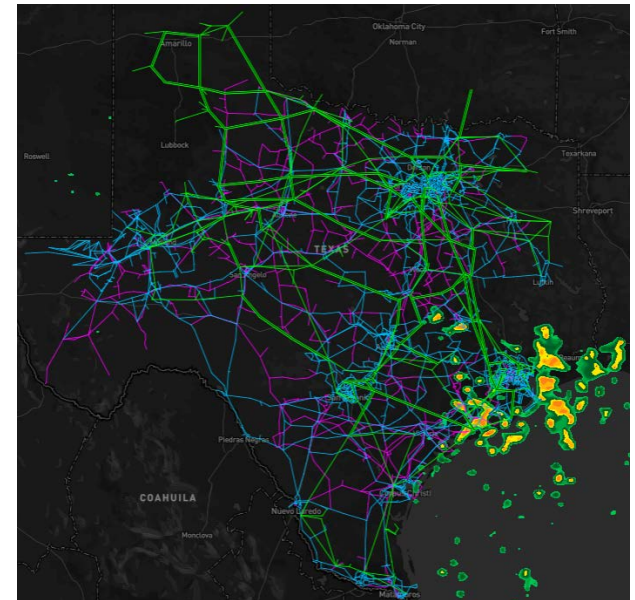 Oklahoma City
Fort Smith
Amarillo
Norman
Roswell
Lubbock
Texarkana
Shreveport
TEXAS
San Angelo
Lufkin
Piedras Negras
COAHUILA
Nuevo Laredo
Monclova
Matamoros